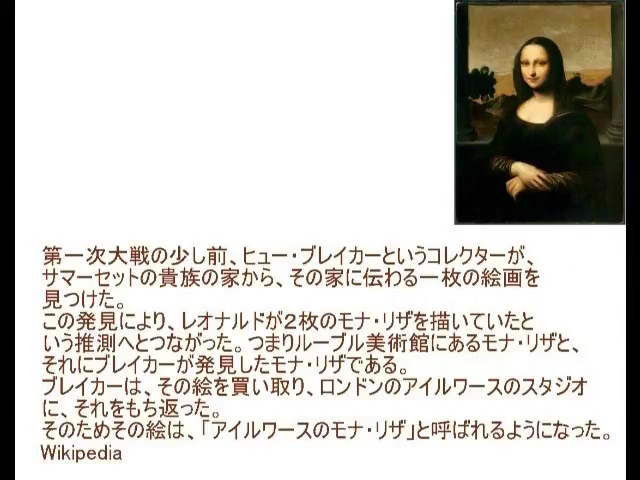 第一次大戦の少し前、ヒュー・ブレイカーというコレクターが、
サマーセットの貴族の家から、その家に伝わる一枚の絵画を
見つけた。
この発見により、レオナルドが２枚のモナ・リザを描いていたと
いう推測へとつながった。つまりルーブル美術館にあるモナ・リザと、
それにブレイカーが発見したモナ・リザである。
ブレイカーは、その絵を買い取り、ロンドンのアイルワースのスタジオ
に、それをもち返った。
そのためその絵は、「アイルワースのモナ・リザ」と呼ばれるようになった。
Wikipedia